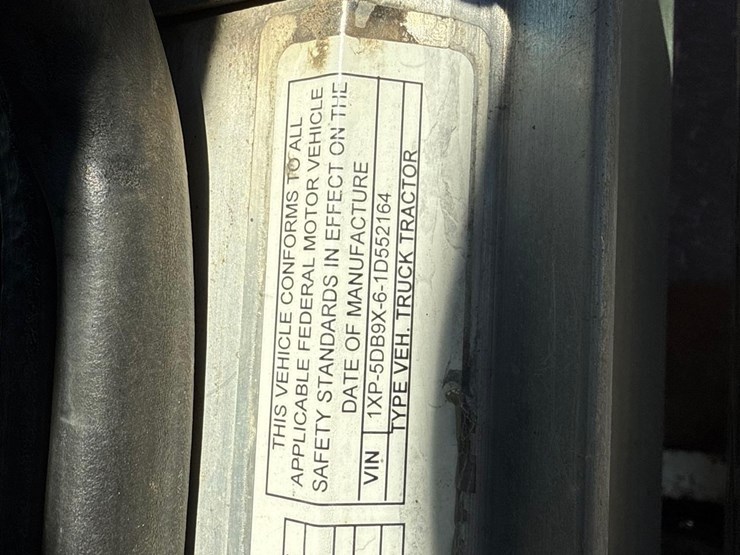 THIS VEHICLE CONFORMS TO ALL
APPLICABLE FEDERAL MOTOR VEHICLE
SAFETY STANDARDS IN EFFECT ON THE
DATE OF MANUFACTURE
VIN 1XP-5DB9X-6-1D552164
TYPE VEH. TRUCK TRACTOR